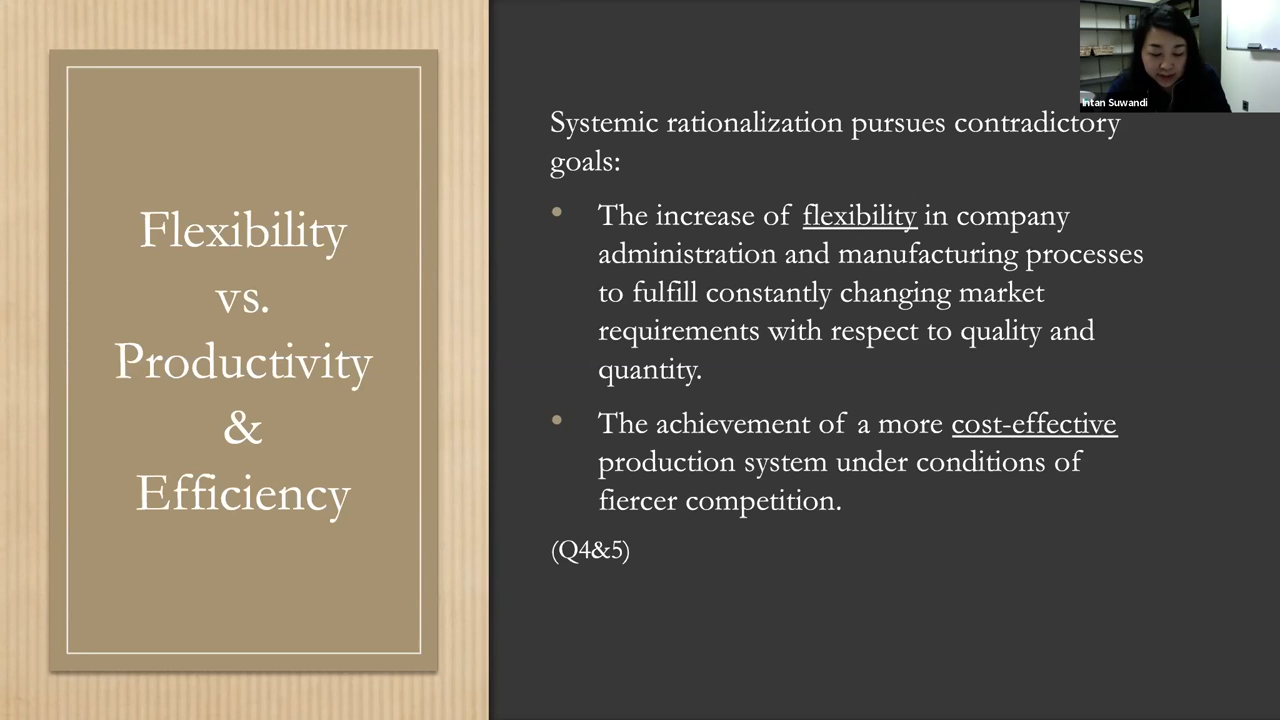 Flexibility
vs.
Productivity
&
Efficiency
Systemic rationalization pursues contradictory
goals:
• The increase of flexibility in company
administration and manufacturing processes
to fulfill constantly changing market
requirements with respect to quality and
quantity.
• The achievement of a more cost-effective
production system under conditions of
fiercer competition.
(Q4&5)
Intan Suwandi